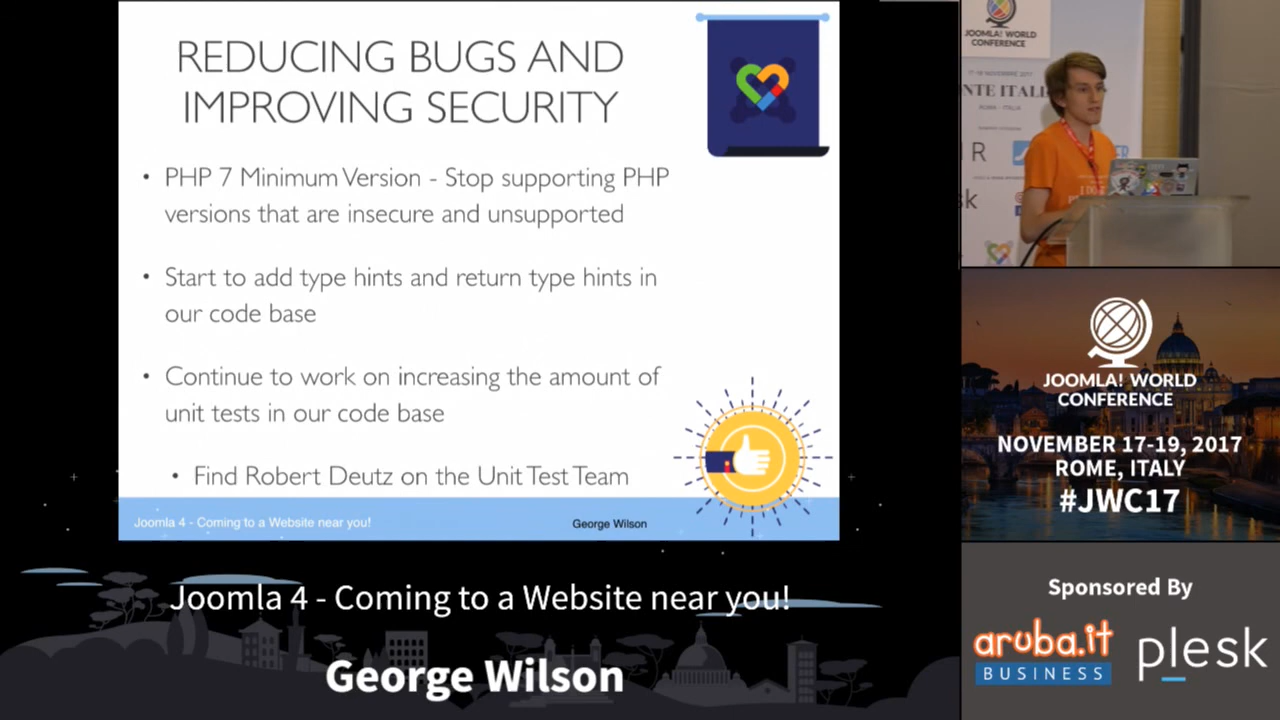 REDUCING BUGS AND
IMPROVING SECURITY
• PHP 7 Minimum Version - Stop supporting PHP
versions that are insecure and unsupported
• Start to add type hints and return type hints in
our code base
• Continue to work on increasing the amount of
unit tests in our code base
• Find Robert Deutz on the Unit Test Team
Joomla 4 - Coming to a Website near you!
George Wilson
Joomla 4 - Coming to a Website near you!
George Wilson
JOOMLA! WORLD
CONFERENCE
JOOMLA! WORLD
CONFERENCE
NOVEMBER 17-19, 2017
ROME, ITALY
#JWC17
Sponsored By
aruba.it
BUSINESS
plesk